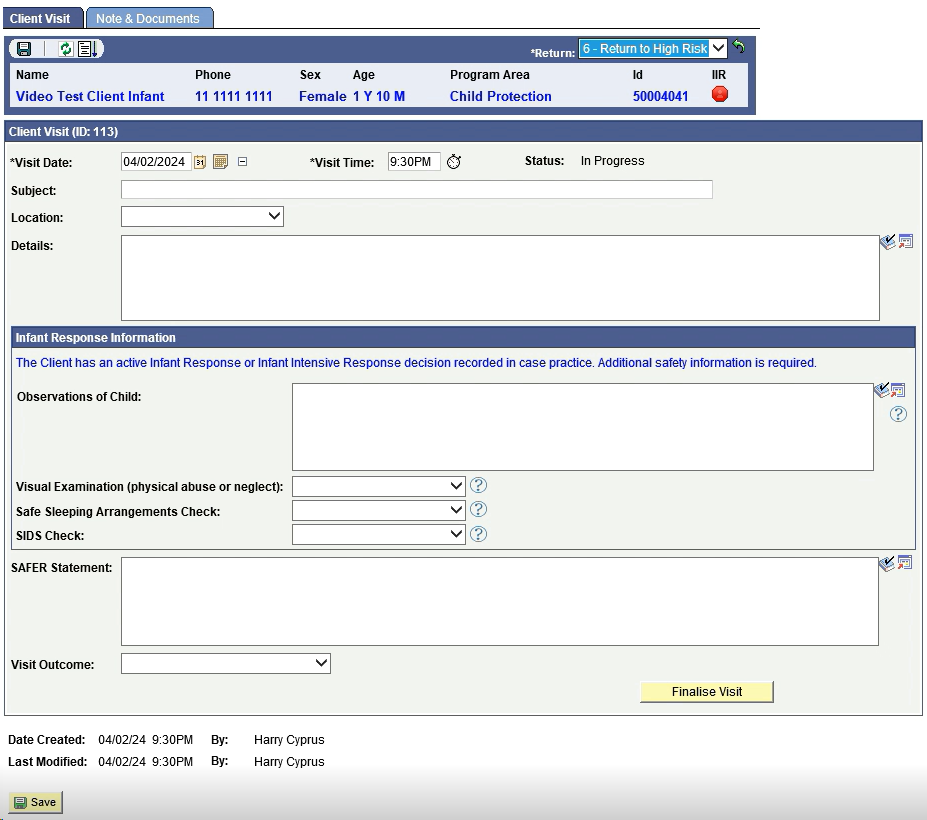 Client Visit Note & Documents
*Return: 6 - Return to High Risk
Name Phone Sex Age Program Area Id IIR
Video Test Client Infant 11 1111 1111 Female 1 Y 10 M Child Protection 50004041
Client Visit (ID: 113)
*Visit Date: 04/02/2024 31 *Visit Time: 9:30PM Status: In Progress
Subject:
Location:
Details:
Infant Response Information
The Client has an active Infant Response or Infant Intensive Response decision recorded in case practice. Additional safety information is required.
Observations of Child:
?
Visual Examination (physical abuse or neglect): ?
Safe Sleeping Arrangements Check: ?
SIDS Check: ?
SAFER Statement:
Visit Outcome:
Finalise Visit
Date Created: 04/02/24 9:30PM By: Harry Cyprus
Last Modified: 04/02/24 9:30PM By: Harry Cyprus
Save